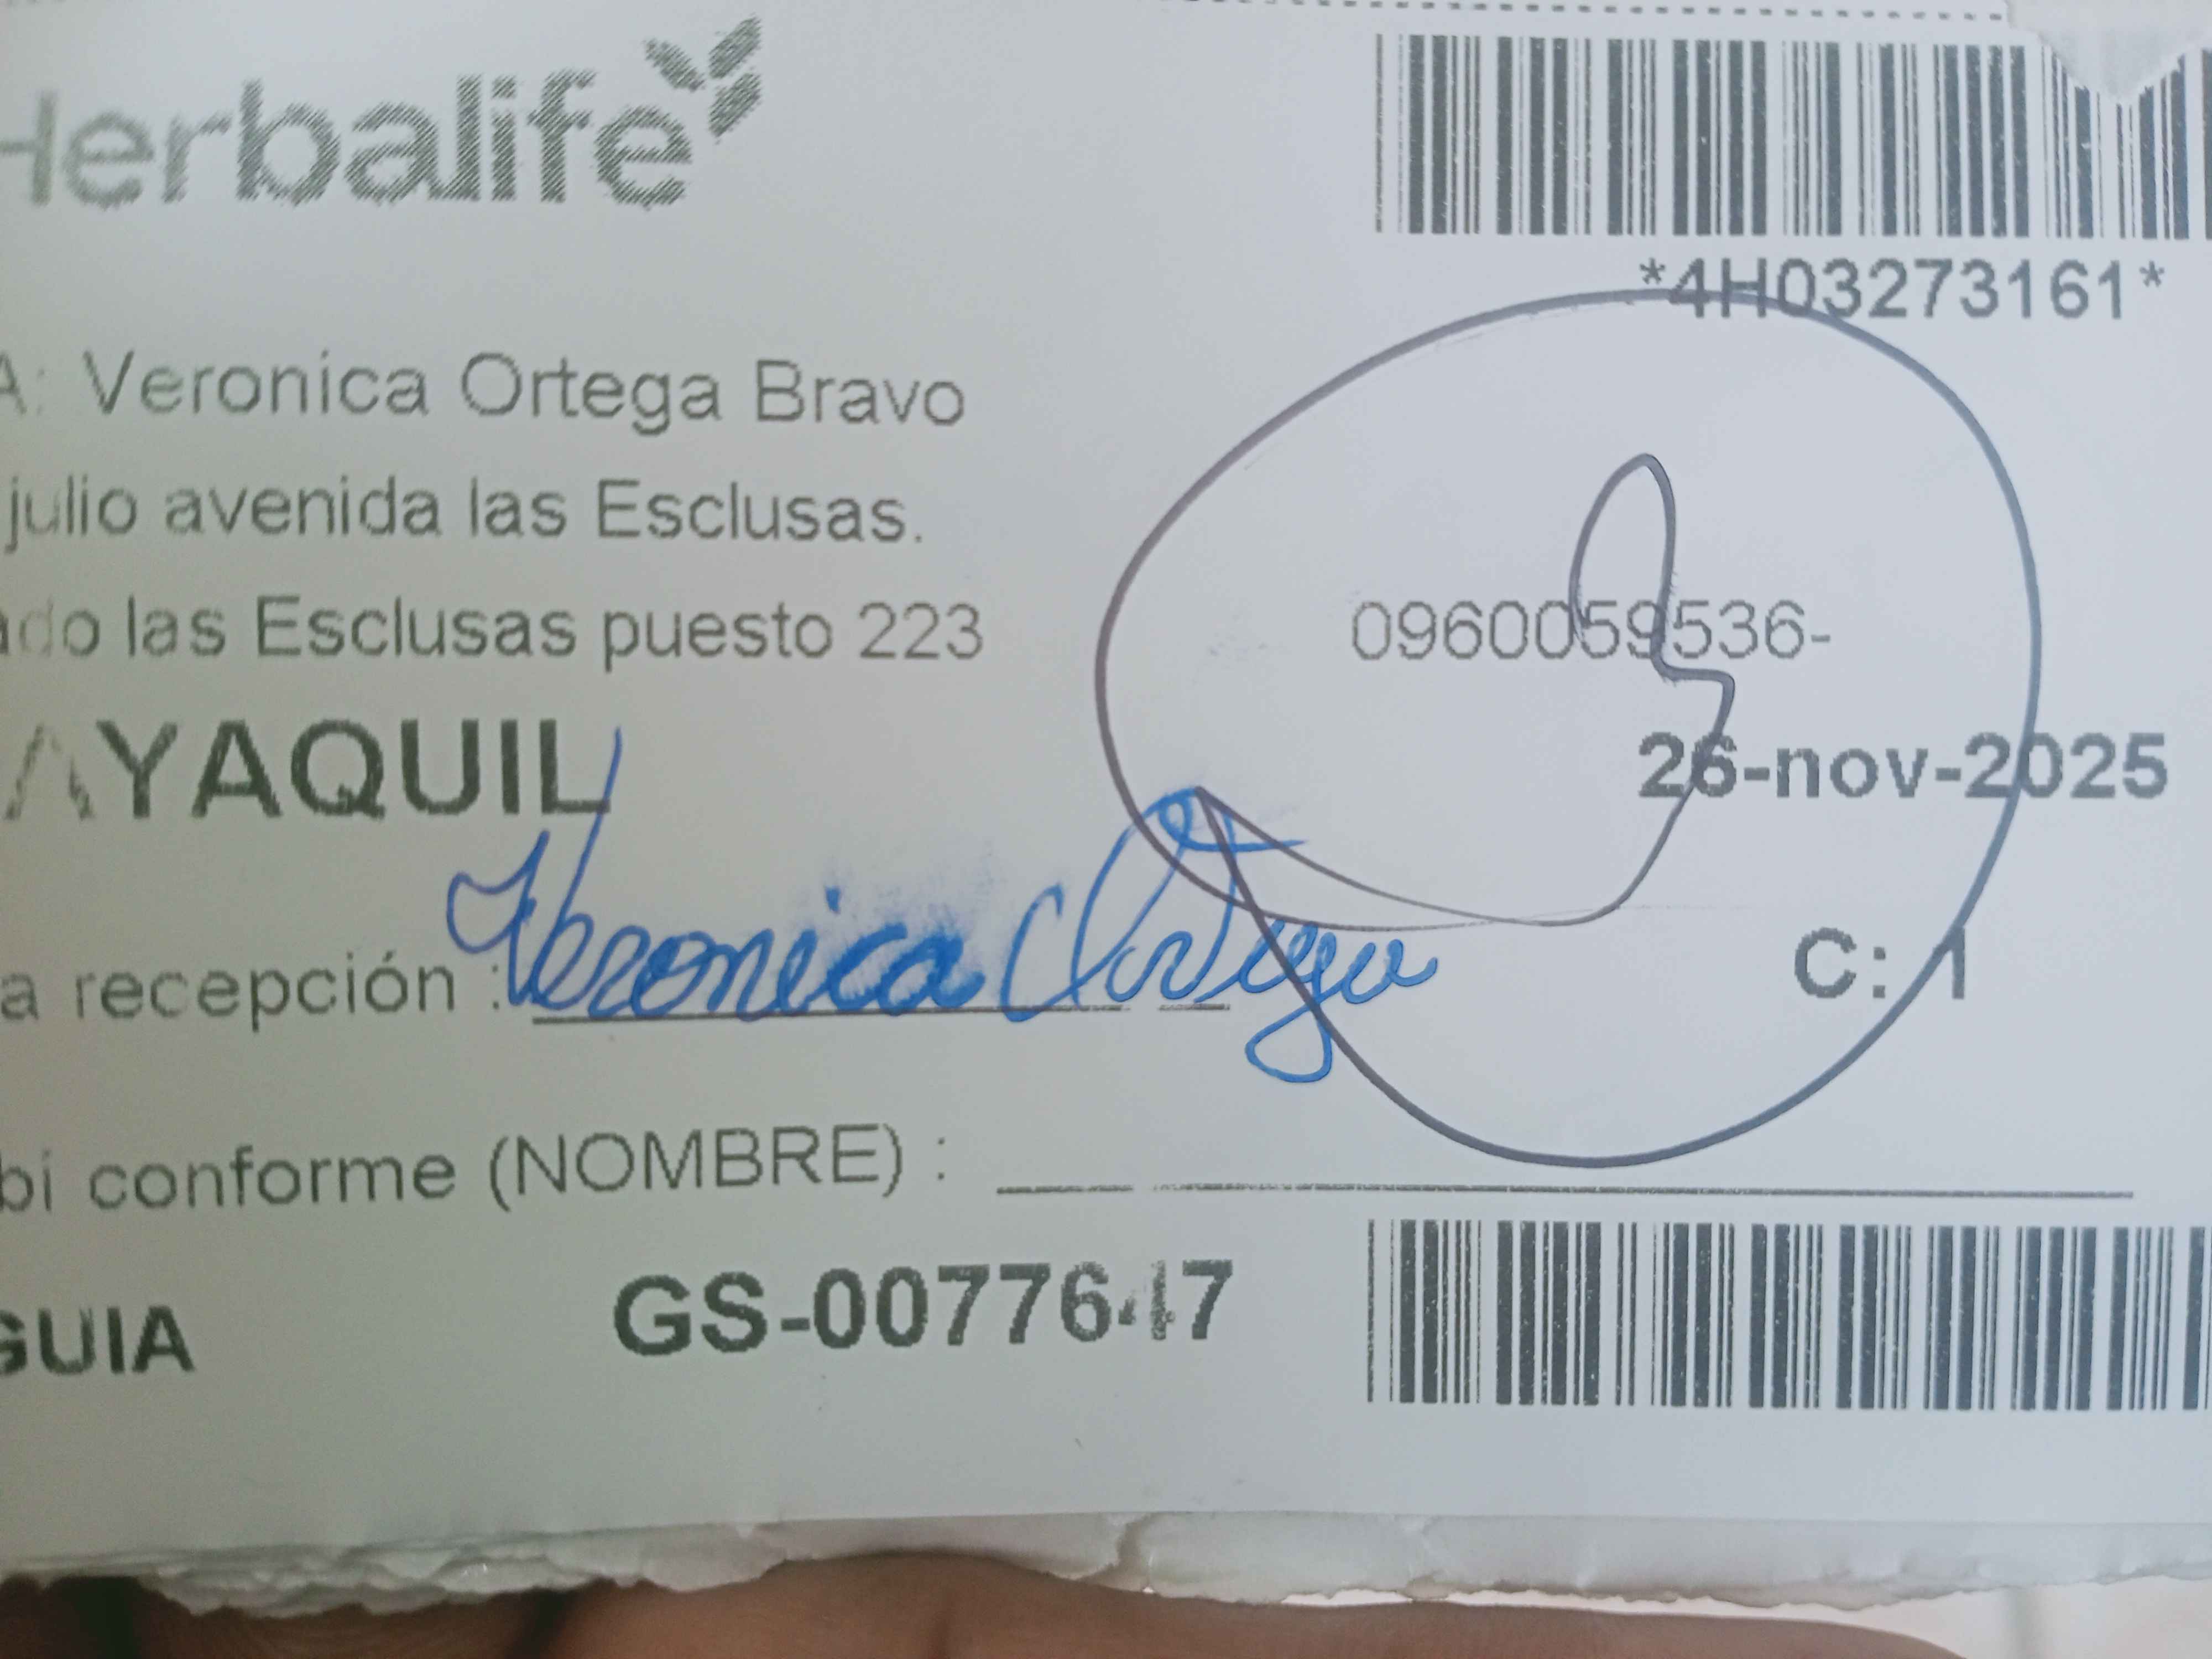 Herbalife
*4H03273161*
A: Veronica Ortega Bravo
julio avenida las Esclusas.
ado las Esclusas puesto 223
0960059536-
AYAQUIL
26-nov-2025
a recepción : Veronica Ortega
C: 1
bi conforme (NOMBRE) :
GUIA
GS-0077647